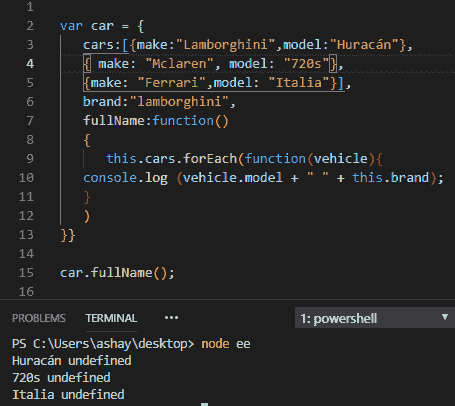 1
2 var car = {
3 cars:[{make:"Lamborghini",model:"Huracán"},
4 { make: "Mclaren", model: "720s"},
5 {make: "Ferrari",model: "Italia"}],
6 brand:"lamborghini",
7 fullName:function()
8 {
9 this.cars.forEach(function(vehicle){
10 console.log (vehicle.model + " " + this.brand);
11 }
12 )
13 }}
14
15 car.fullName();
16
PROBLEMS TERMINAL ••• 1: powershell
PS C:\Users\ashay\desktop> node ee
Huracán undefined
720s undefined
Italia undefined